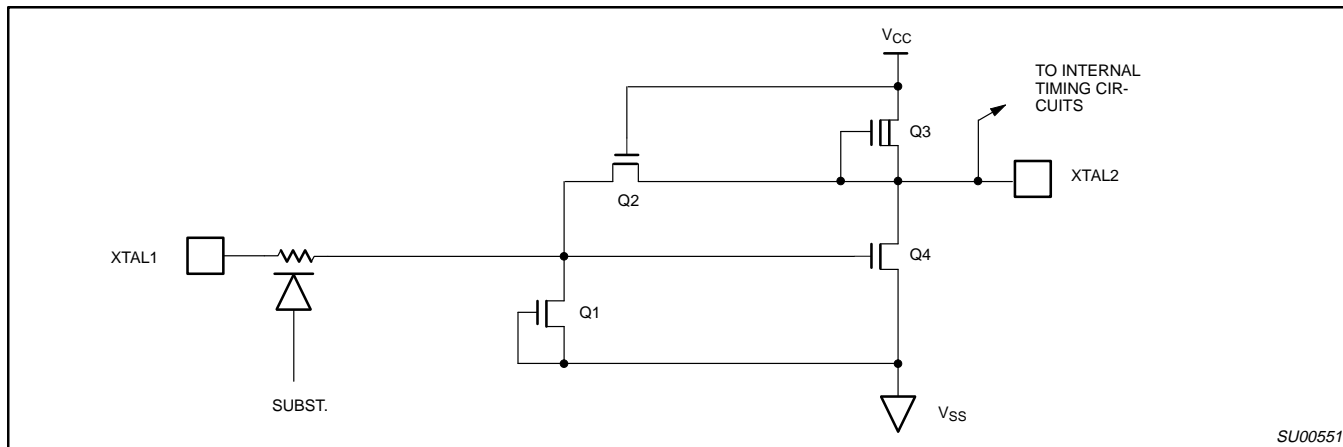 VCC
TO INTERNAL
TIMING CIR-
CUITS
Q3
XTAL2
Q2
XTAL1
Q4
Q1
SUBST.
VSS
SU00551